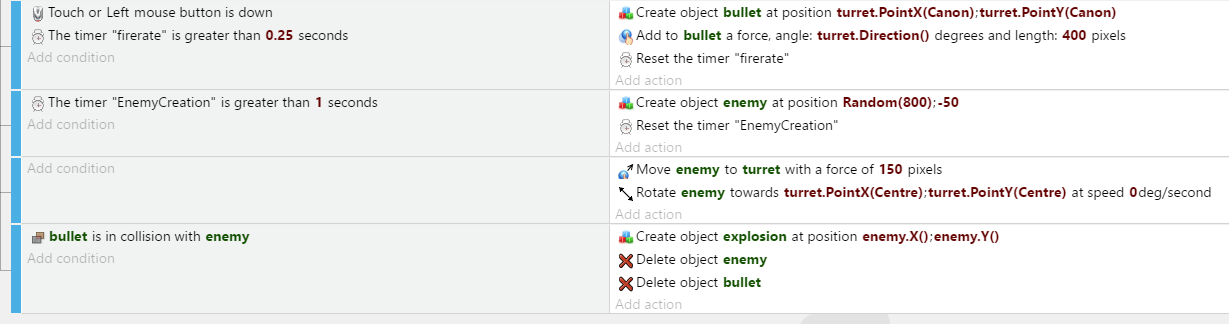 Touch or Left mouse button is down
The timer "firerate" is greater than 0.25 seconds
Add condition
Create object bullet at position turret.PointX(Canon);turret.PointY(Canon)
Add to bullet a force, angle: turret.Direction() degrees and length: 400 pixels
Reset the timer "firerate"
Add action
The timer "EnemyCreation" is greater than 1 seconds
Add condition
Create object enemy at position Random(800);-50
Reset the timer "EnemyCreation"
Add action
Add condition
Move enemy to turret with a force of 150 pixels
Rotate enemy towards turret.PointX(Centre);turret.PointY(Centre) at speed 0deg/second
Add action
bullet is in collision with enemy
Add condition
Create object explosion at position enemy.X();enemy.Y()
Delete object enemy
Delete object bullet
Add action